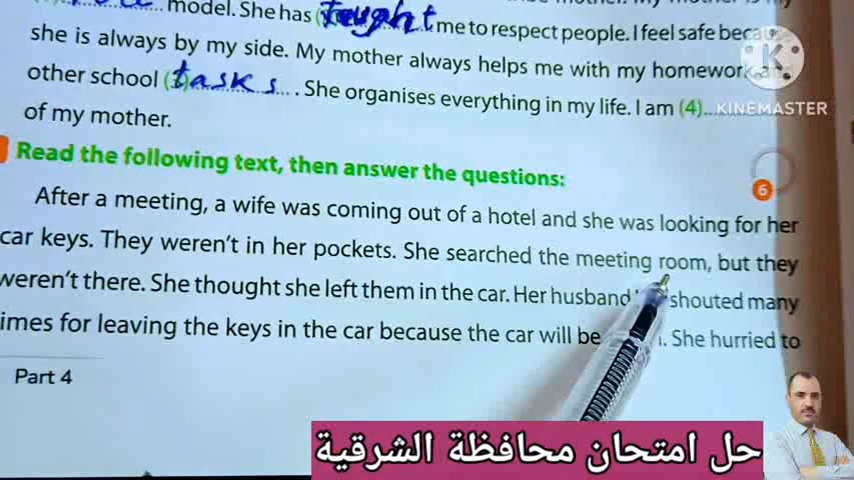 model. She has taught me to respect people. I feel safe because
she is always by my side. My mother always helps me with my homework and
other school (3) tasks. She organises everything in my life. I am (4)...
of my mother.
Read the following text, then answer the questions:
6
After a meeting, a wife was coming out of a hotel and she was looking for her
car keys. They weren't in her pockets. She searched the meeting room, but they
weren't there. She thought she left them in the car. Her husband shouted many
imes for leaving the keys in the car because the car will be She hurried to
Part 4
K
KINEMASTER
حل امتحان محافظة الشرقية